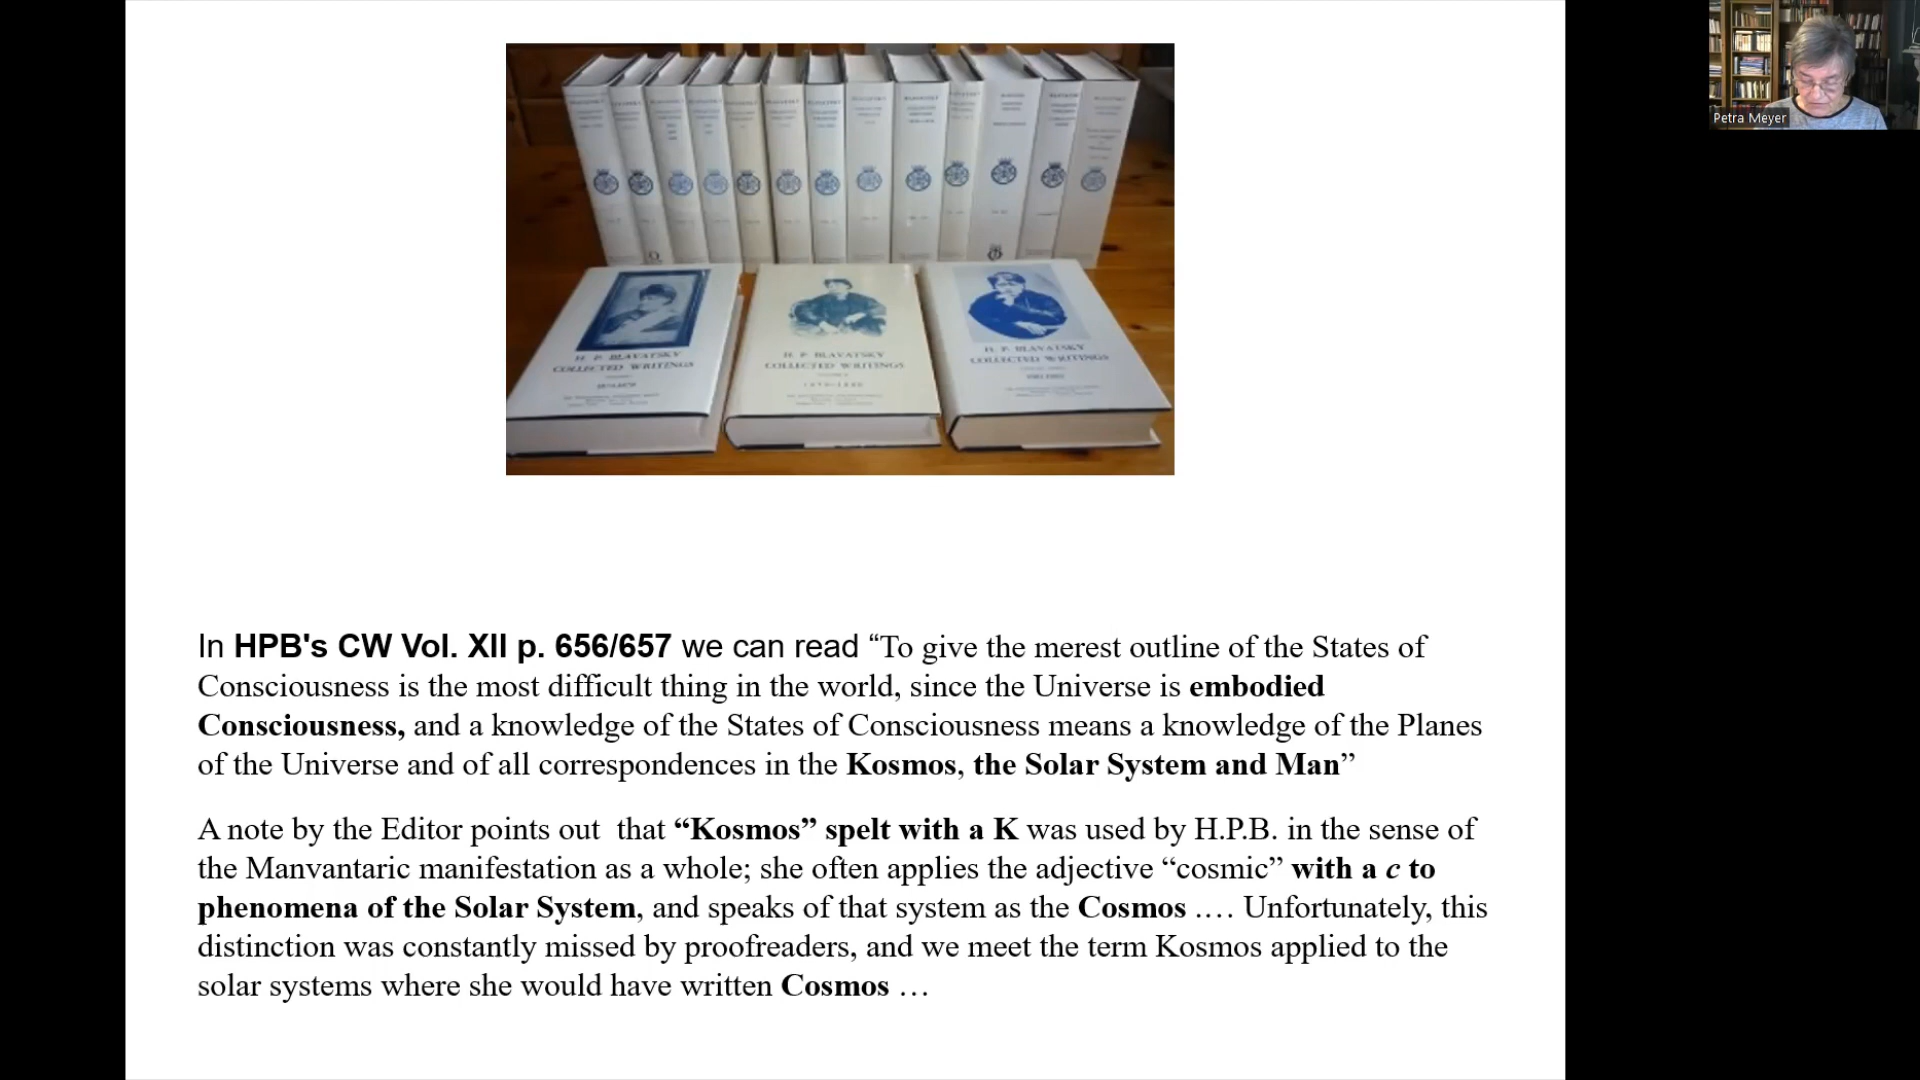 Petra Meyer
H. P. BLAVATSKY
COLLECTED WRITINGS
H. P. BLAVATSKY
COLLECTED WRITINGS
H. P. BLAVATSKY
COLLECTED WRITINGS
In HPB's CW Vol. XII p. 656/657 we can read “To give the merest outline of the States of
Consciousness is the most difficult thing in the world, since the Universe is embodied
Consciousness, and a knowledge of the States of Consciousness means a knowledge of the Planes
of the Universe and of all correspondences in the Kosmos, the Solar System and Man”
A note by the Editor points out that “Kosmos” spelt with a K was used by H.P.B. in the sense of
the Manvantaric manifestation as a whole; she often applies the adjective “cosmic” with a c to
phenomena of the Solar System, and speaks of that system as the Cosmos …. Unfortunately, this
distinction was constantly missed by proofreaders, and we meet the term Kosmos applied to the
solar systems where she would have written Cosmos …